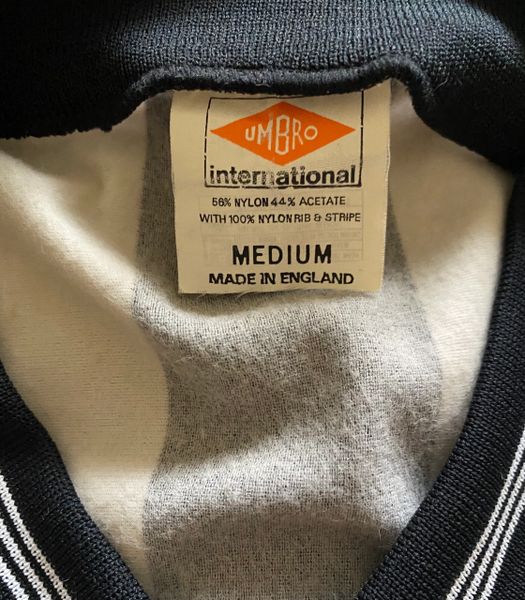 UMBRO
international
56% NYLON 44% ACETATE
WITH 100% NYLON RIB & STRIPE
MEDIUM
MADE IN ENGLAND